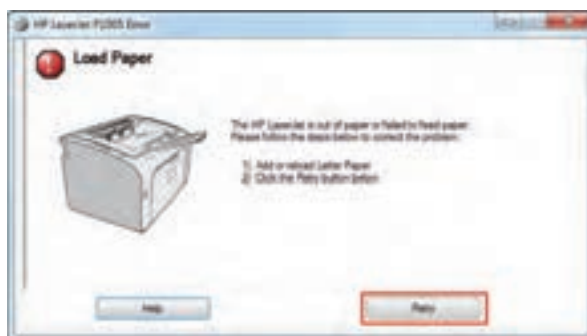 HP LaserJet P1005 Error
Load Paper
The HP LaserJet is out of paper or failed to feed paper.
Please follow the steps below to correct the problem:
1) Add or reload Letter Paper
2) Click the Retry button below
Help
Retry